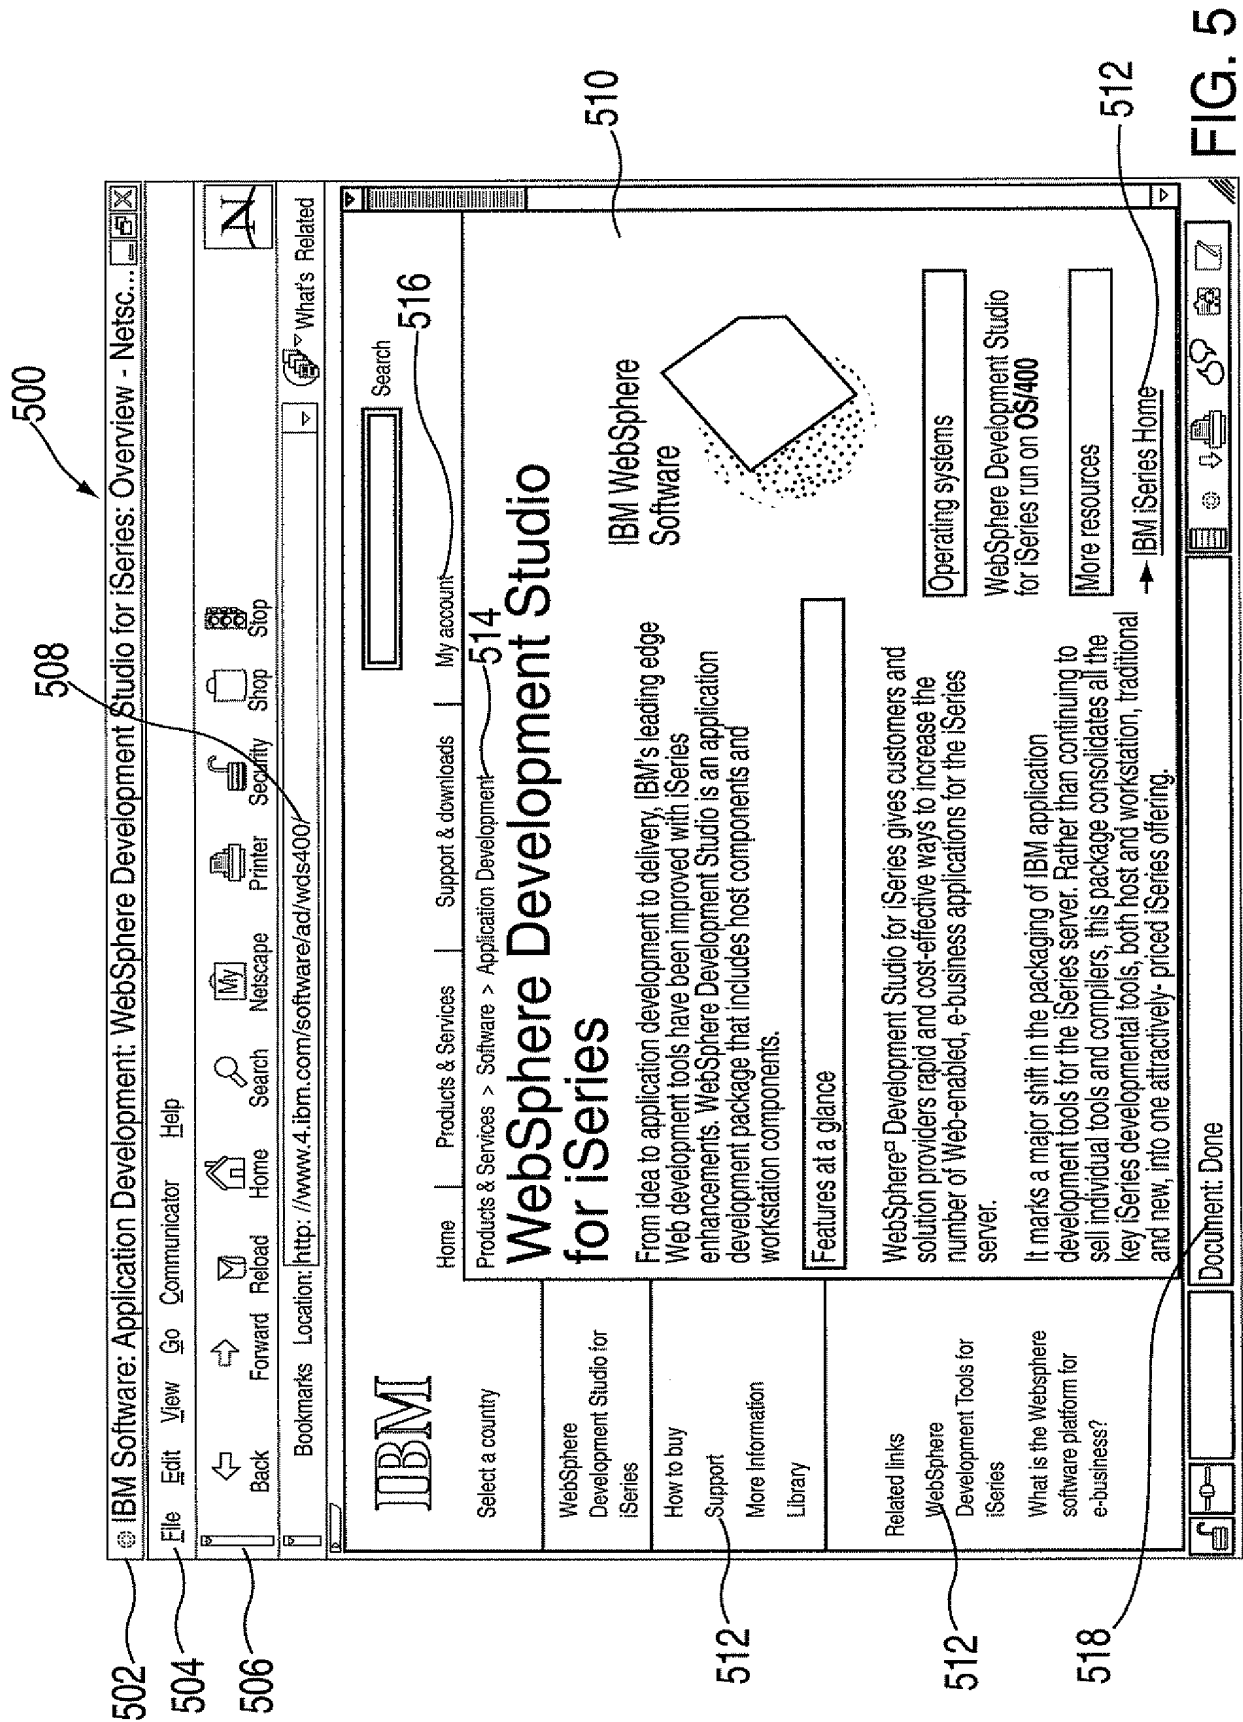 500
502
IBM Software: Application Development: WebSphere Development Studio for iSeries: Overview - Netsc...
504
File Edit View Go Communicator Help
506
Back Forward Reload Home Search Netscape Printer Security Shop Stop
My
N
508
Bookmarks Location: http: //www.4.ibm.com/software/ad/wds400/
What's Related
IBM
Search
516
Home Products & Services Support & downloads My account
Select a country
Products & Services > Software > Application Development
514
WebSphere Development Studio
for iSeries
510
WebSphere
Development Studio for
iSeries
How to buy
Support
More Information
Library
512
Related links
WebSphere
Development Tools for
iSeries
512
What is the Websphere
software platform for
e-business?
From idea to application development to delivery, IBM's leading edge
Web development tools have been improved with iSeries
enhancements. WebSphere Development Studio is an application
development package that includes host components and
workstation components.
Features at a glance
WebSphere Development Studio for iSeries gives customers and
solution providers rapid and cost-effective ways to increase the
number of Web-enabled, e-business applications for the iSeries
server.
It marks a major shift in the packaging of IBM application
development tools for the iSeries server. Rather than continuing to
sell individual tools and compilers, this package consolidates all the
key iSeries developmental tools, both host and workstation, traditional
and new, into one attractively- priced iSeries offering.
IBM WebSphere
Software
Operating systems
WebSphere Development Studio
for iSeries run on OS/400
More resources
IBM iSeries Home
512
518
Document: Done
FIG. 5